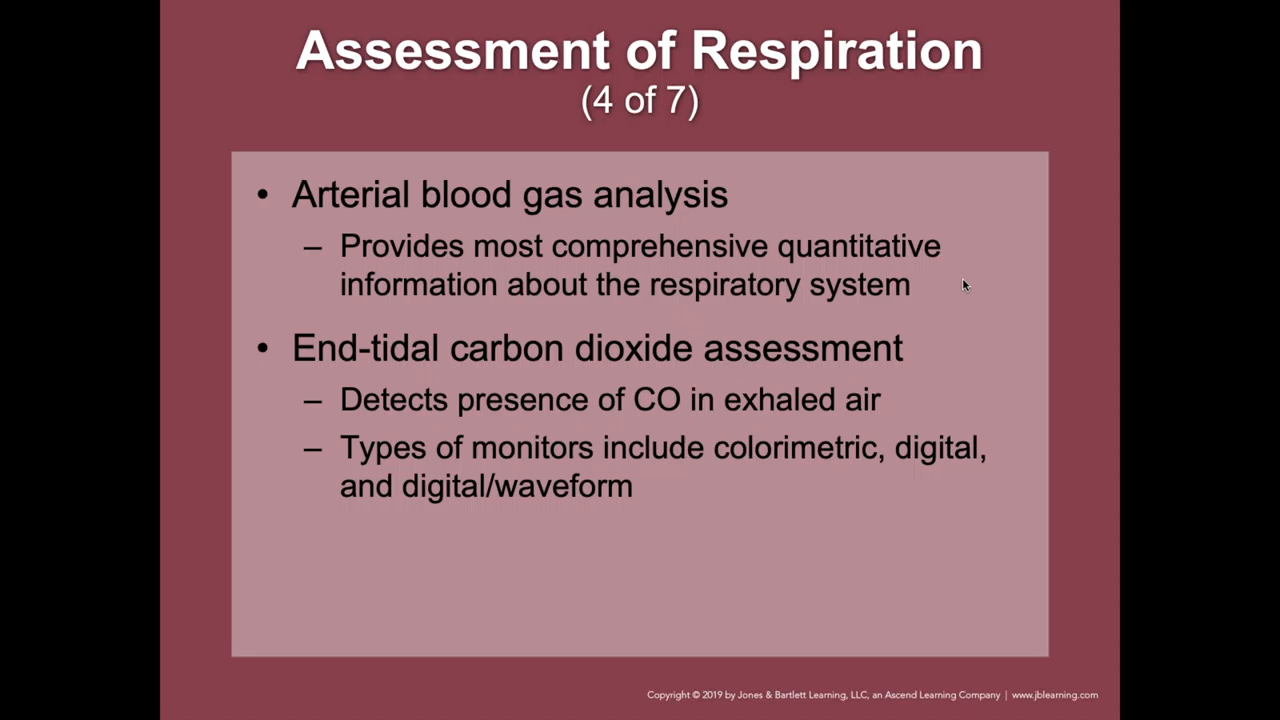 Assessment of Respiration
(4 of 7)
• Arterial blood gas analysis
– Provides most comprehensive quantitative
information about the respiratory system
• End-tidal carbon dioxide assessment
– Detects presence of CO in exhaled air
– Types of monitors include colorimetric, digital,
and digital/waveform
Copyright © 2019 by Jones & Bartlett Learning, LLC, an Ascend Learning Company | www.jblearning.com